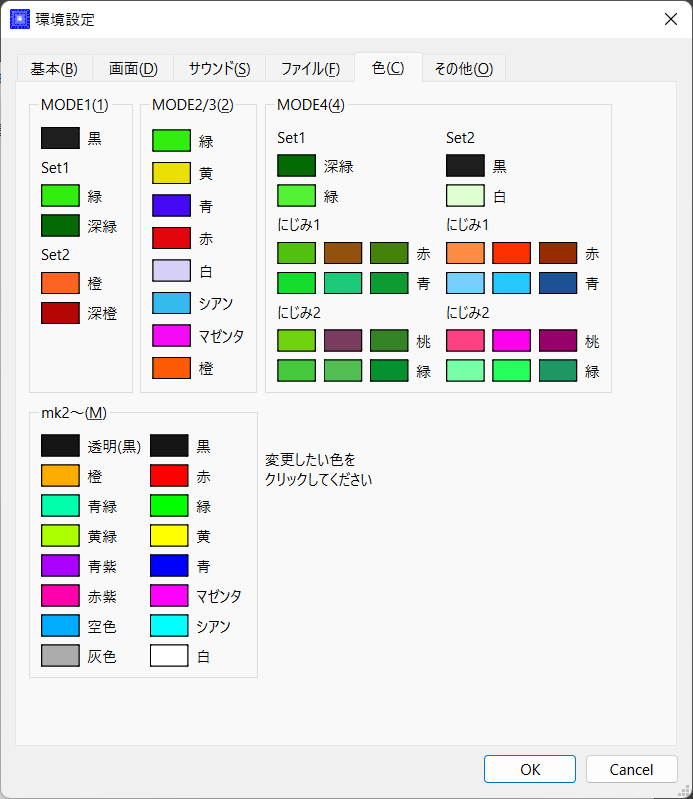 環境設定
基本(B)
画面(D)
サウンド(S)
ファイル(F)
色(C)
その他(O)
MODE1(1)
黒
Set1
緑
深緑
Set2
橙
深橙
MODE2/3(2)
緑
黄
青
赤
白
シアン
マゼンタ
橙
MODE4(4)
Set1
深緑
緑
にじみ1
赤
青
にじみ2
桃
緑
Set2
黒
白
にじみ1
赤
青
にじみ2
桃
緑
mk2～(M)
透明(黒)
橙
青緑
黄緑
青紫
赤紫
空色
灰色
黒
赤
緑
黄
青
マゼンタ
シアン
白
変更したい色を
クリックしてください
OK
Cancel